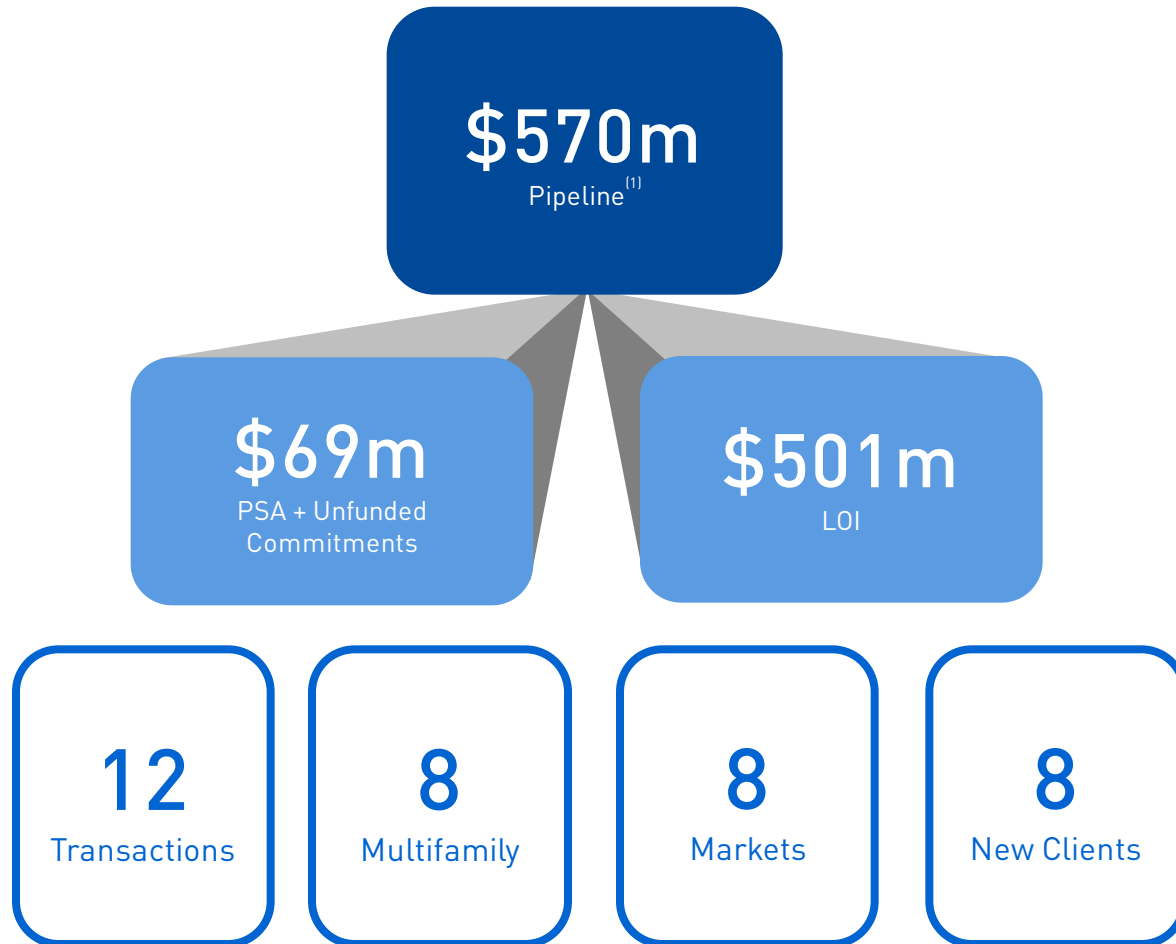 $570m
Pipeline(1)
$69m
PSA + Unfunded
Commitments
$501m
LOI
12
Transactions
8
Multifamily
8
Markets
8
New Clients